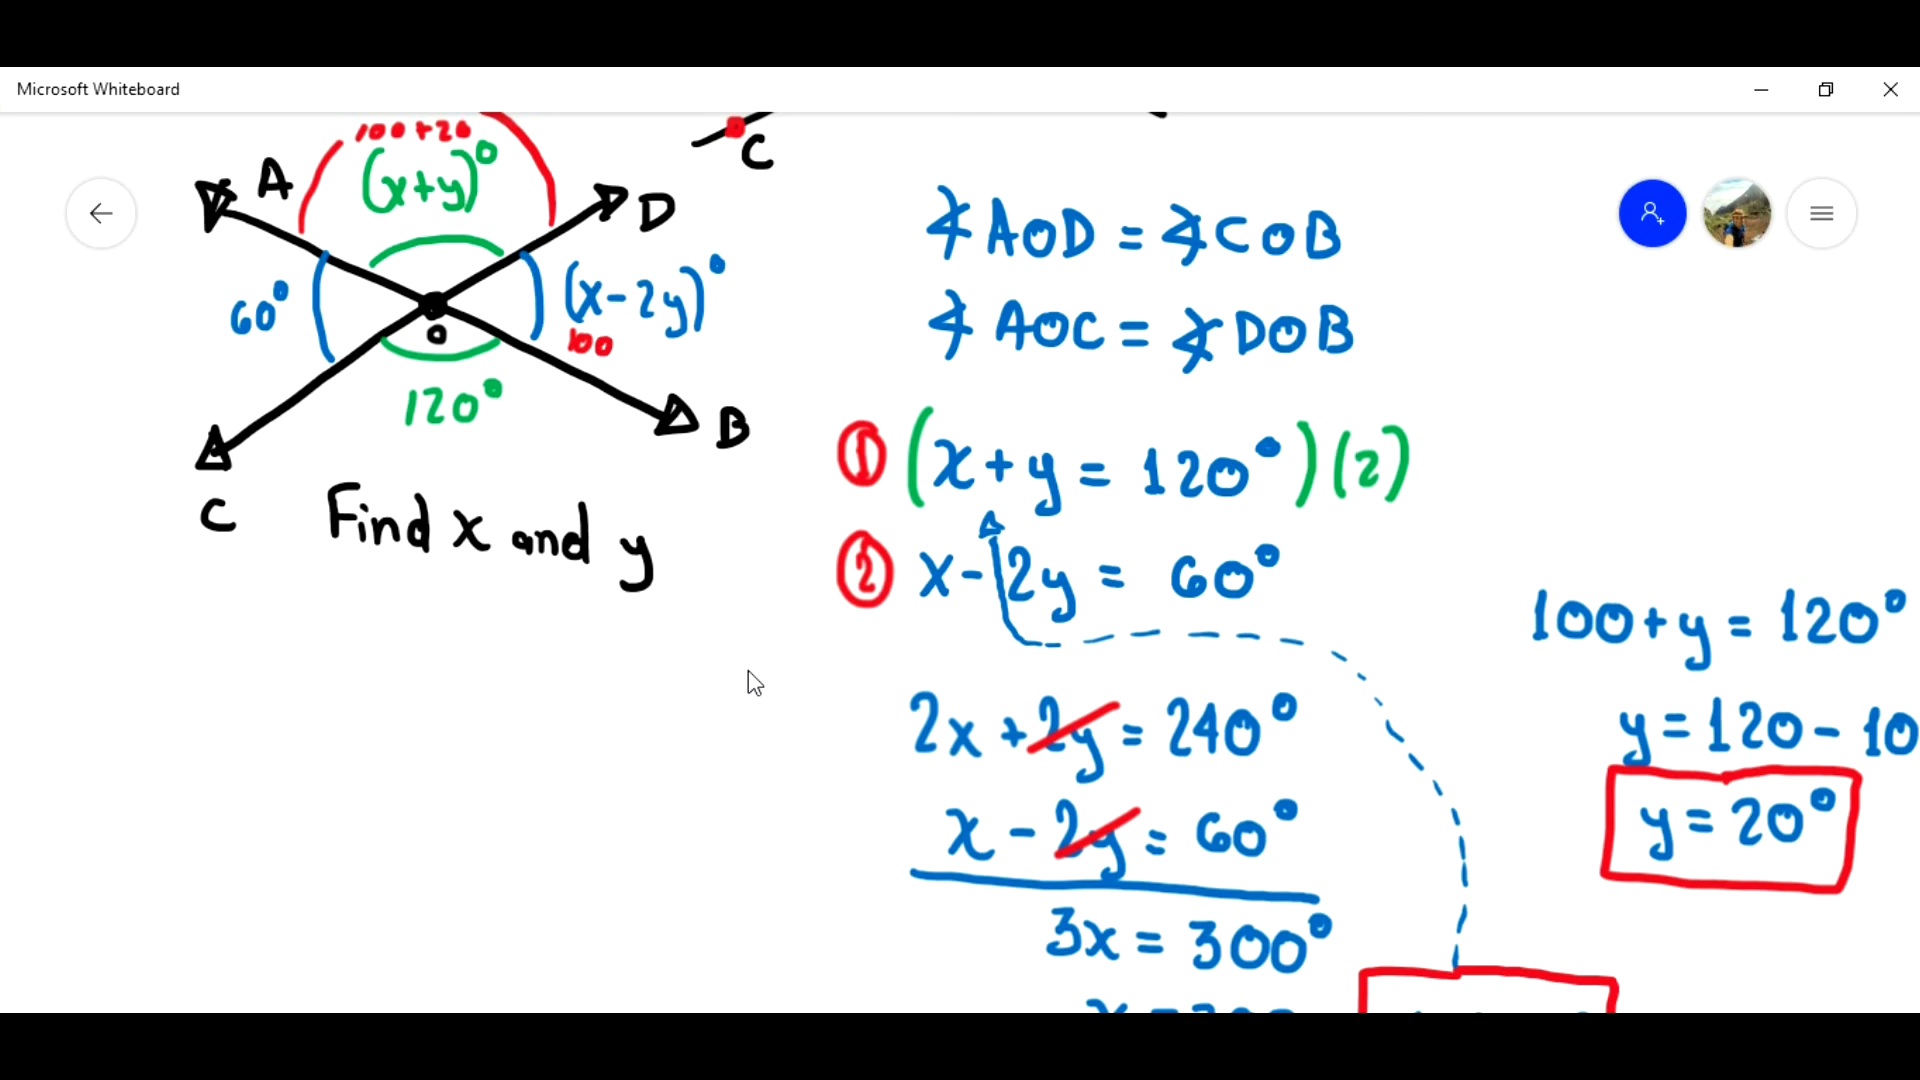 Microsoft Whiteboard
100+20
(x+y)°
A
D
C
60°
(x-2y)°
100
O
120°
B
C
Find x and y
∢AOD = ∢COB
∢AOC = ∢DOB
① (x+y = 120°)(2)
② x-2y = 60°
2x+2y = 240°
x-2y = 60°
3x = 300°
100+y = 120°
y = 120-10
y = 20°